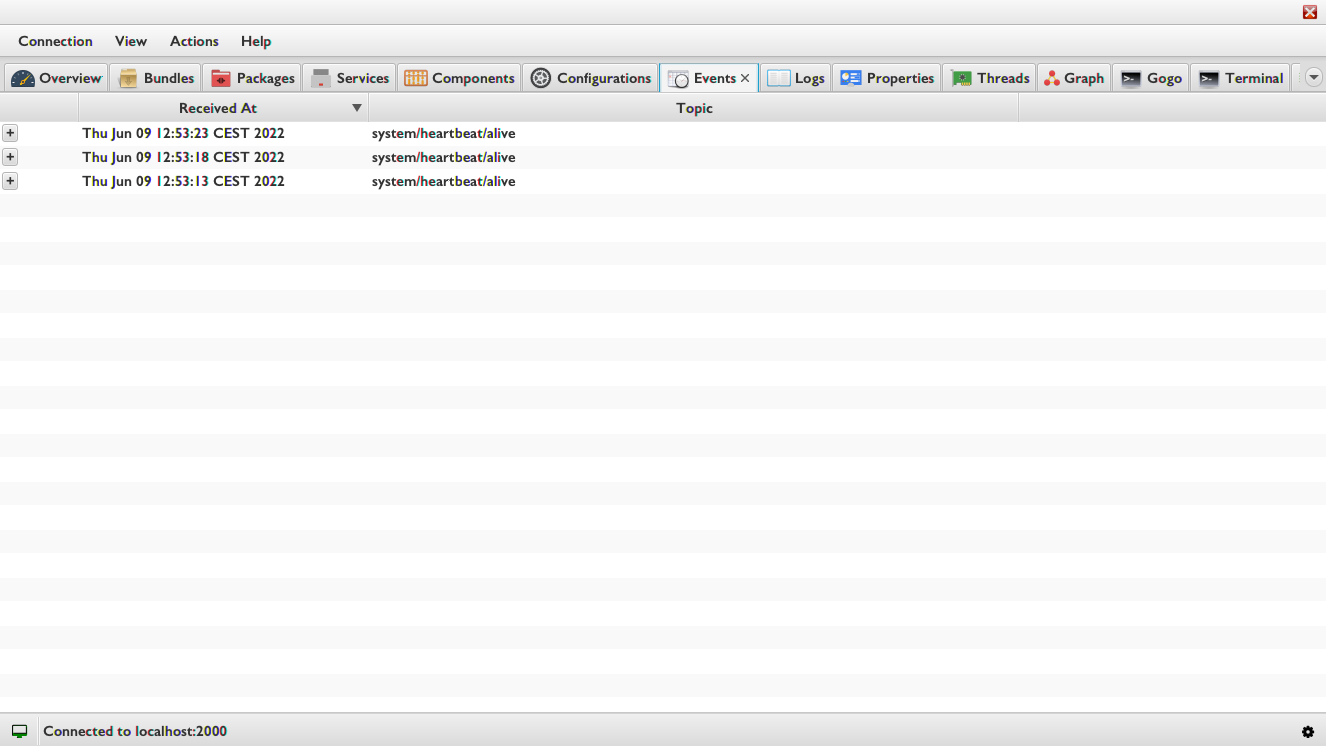 Connection View Actions Help
Overview Bundles Packages Services Components Configurations Events Logs Properties Threads Graph Gogo Terminal
Received At Topic
Thu Jun 09 12:53:23 CEST 2022 system/heartbeat/alive
Thu Jun 09 12:53:18 CEST 2022 system/heartbeat/alive
Thu Jun 09 12:53:13 CEST 2022 system/heartbeat/alive
Connected to localhost:2000